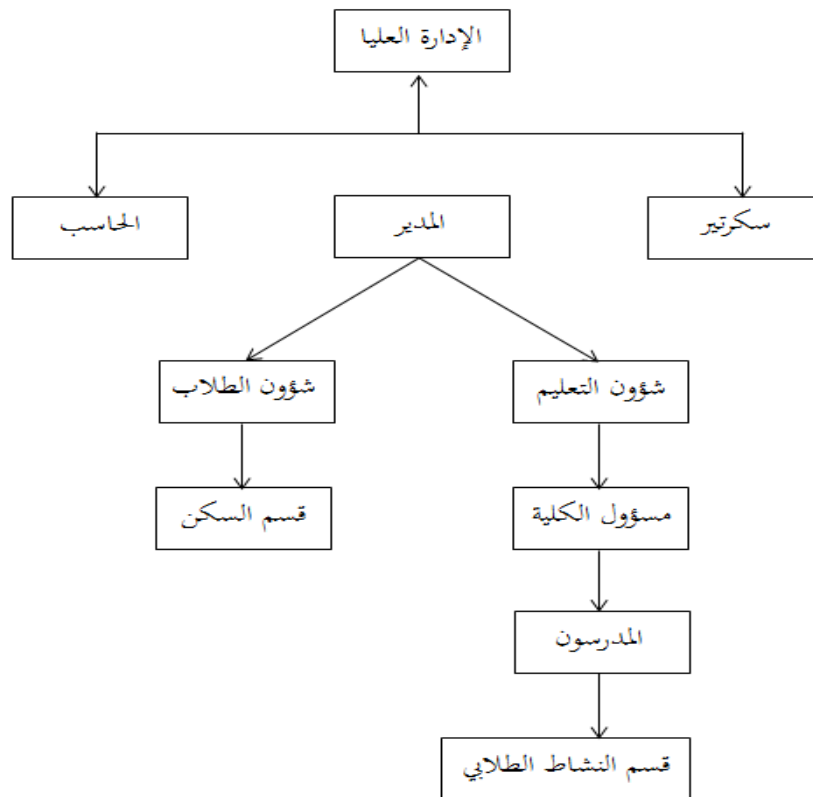 الإدارة العليا
سكرتير
المدير
الحاسب
شؤون التعليم
شؤون الطلاب
مسؤول الكلية
قسم السكن
المدرسون
قسم النشاط الطلابي